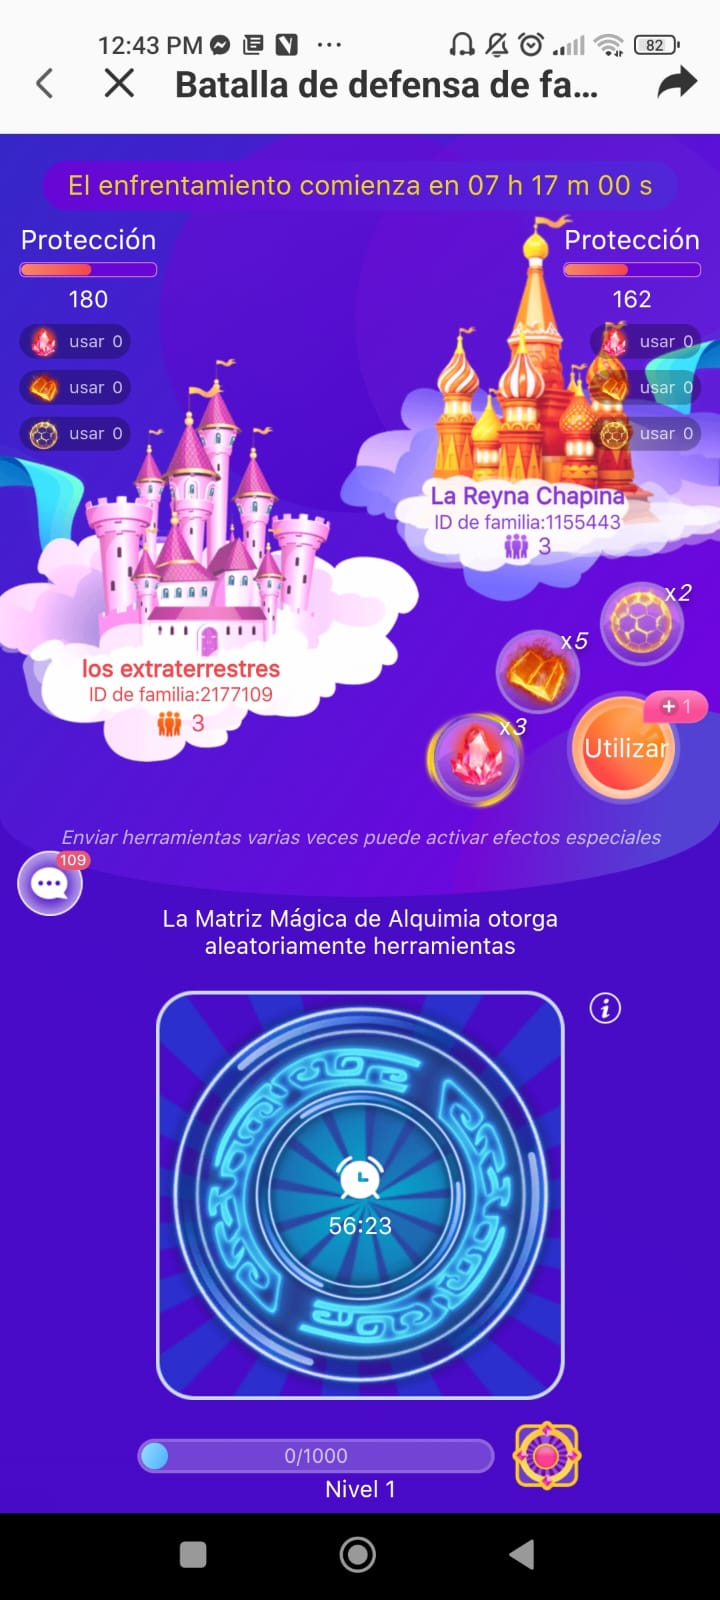 12:43 PM
82
Batalla de defensa de fa...
El enfrentamiento comienza en 07 h 17 m 00 s
Protección
180
usar 0
usar 0
usar 0
Protección
162
usar 0
usar 0
usar 0
La Reyna Chapina
ID de familia:1155443
3
los extraterrestres
ID de familia:2177109
3
x2
x5
x3
+ 1
Utilizar
Enviar herramientas varias veces puede activar efectos especiales
109
La Matriz Mágica de Alquimia otorga
aleatoriamente herramientas
56:23
0/1000
Nivel 1